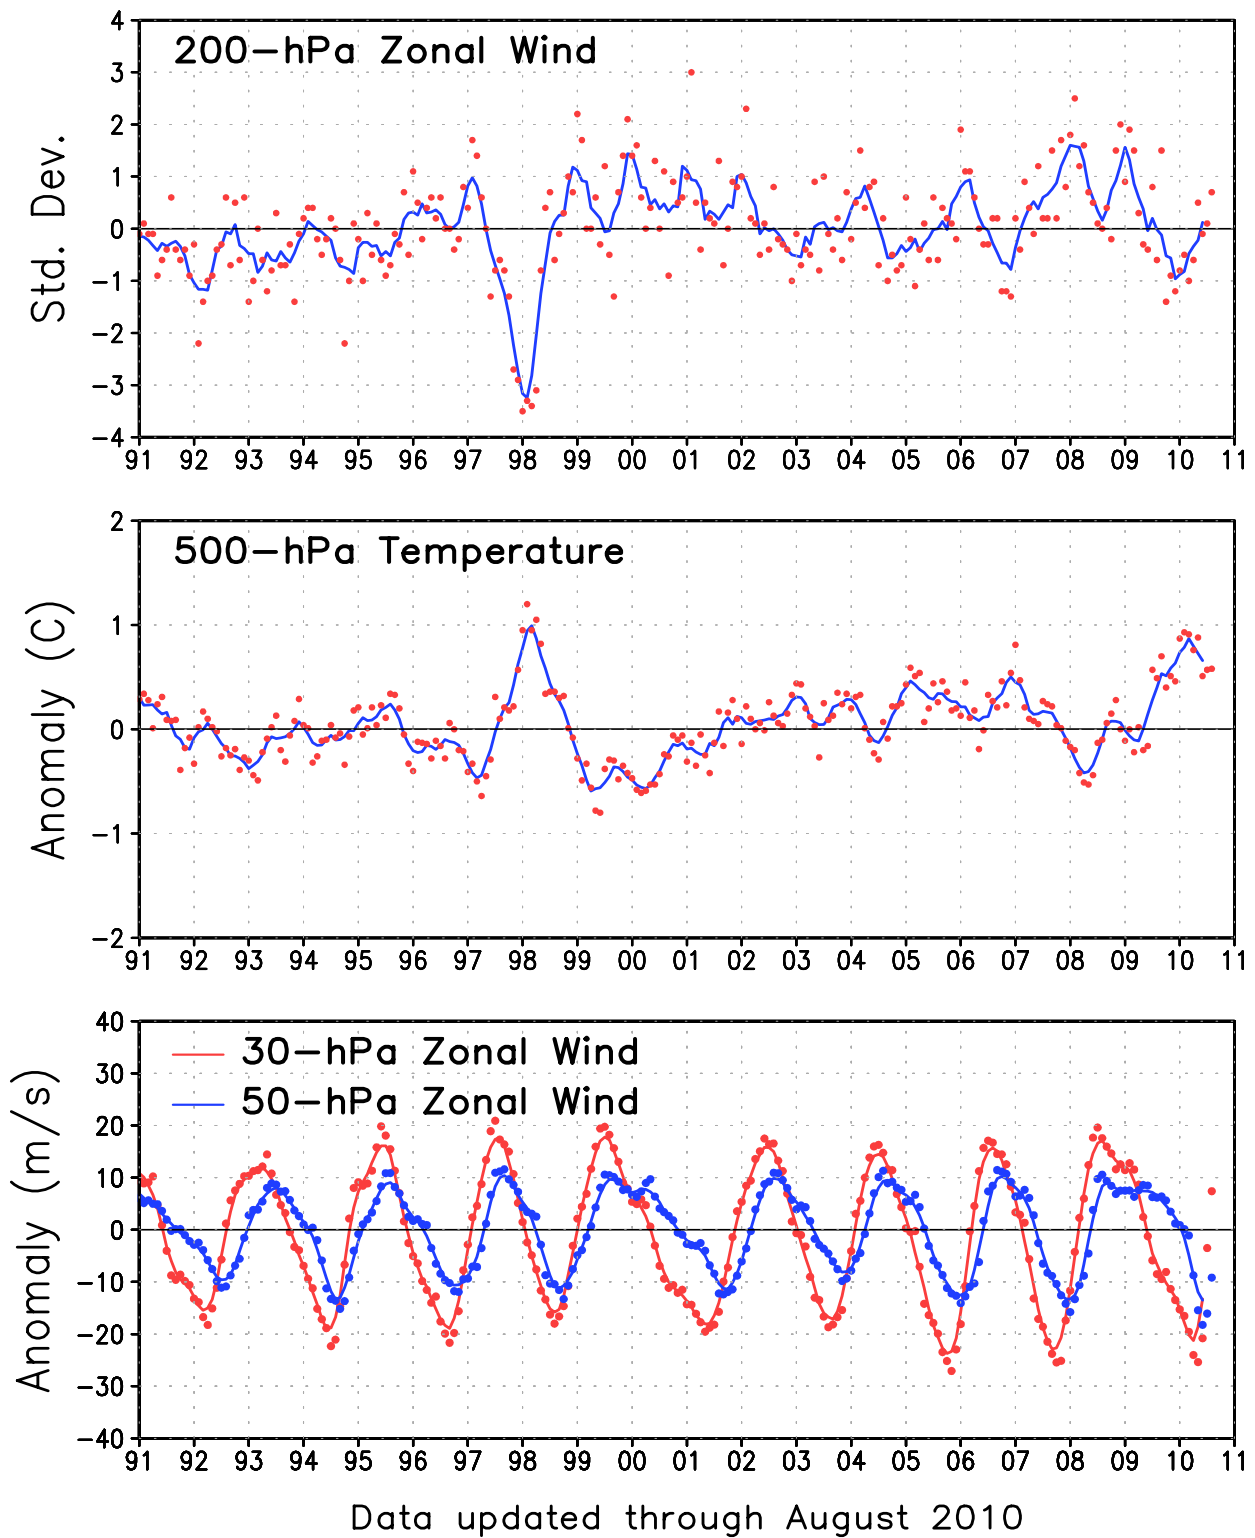 4
200-hPa Zonal Wind
3
2
1
0
-1
-2
-3
-4
Std. Dev.
91 92 93 94 95 96 97 98 99 00 01 02 03 04 05 06 07 08 09 10 11
2
500-hPa Temperature
1
0
-1
-2
Anomaly (C)
91 92 93 94 95 96 97 98 99 00 01 02 03 04 05 06 07 08 09 10 11
40
30-hPa Zonal Wind
30
50-hPa Zonal Wind
20
10
0
-10
-20
-30
-40
Anomaly (m/s)
91 92 93 94 95 96 97 98 99 00 01 02 03 04 05 06 07 08 09 10 11
Data updated through August 2010